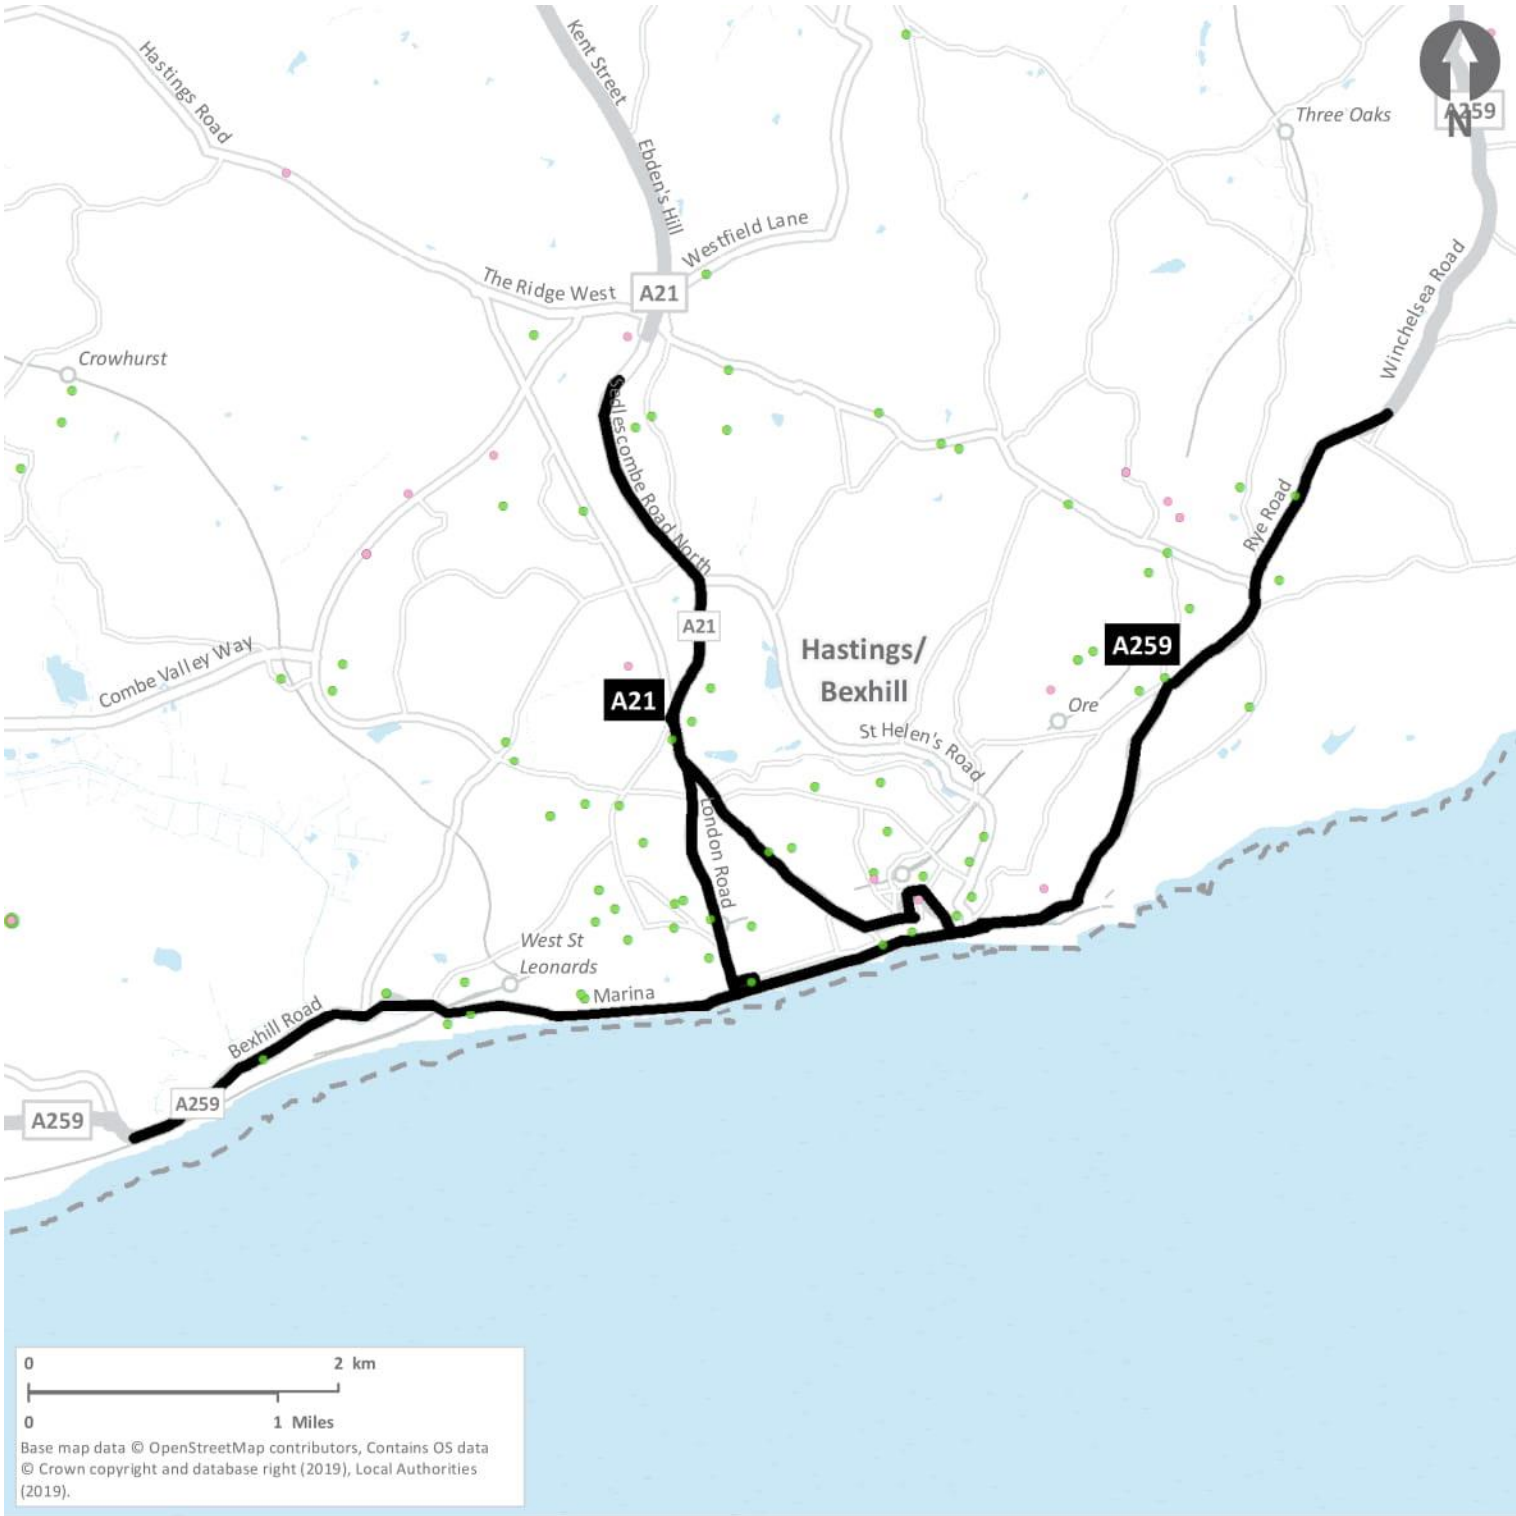 Kent Street
Hastings Road
Three Oaks
A259
N
Ebden's Hill
Westfield Lane
The Ridge West
A21
Winchelsea Road
Crowhurst
Sedlescombe Road North
Rye Road
A21
Hastings/
Bexhill
A259
Combe Valley Way
A21
Ore
St Helen's Road
London Road
West St
Leonards
Marina
Bexhill Road
A259
A259
0 2 km
0 1 Miles
Base map data © OpenStreetMap contributors, Contains OS data
© Crown copyright and database right (2019), Local Authorities
(2019).